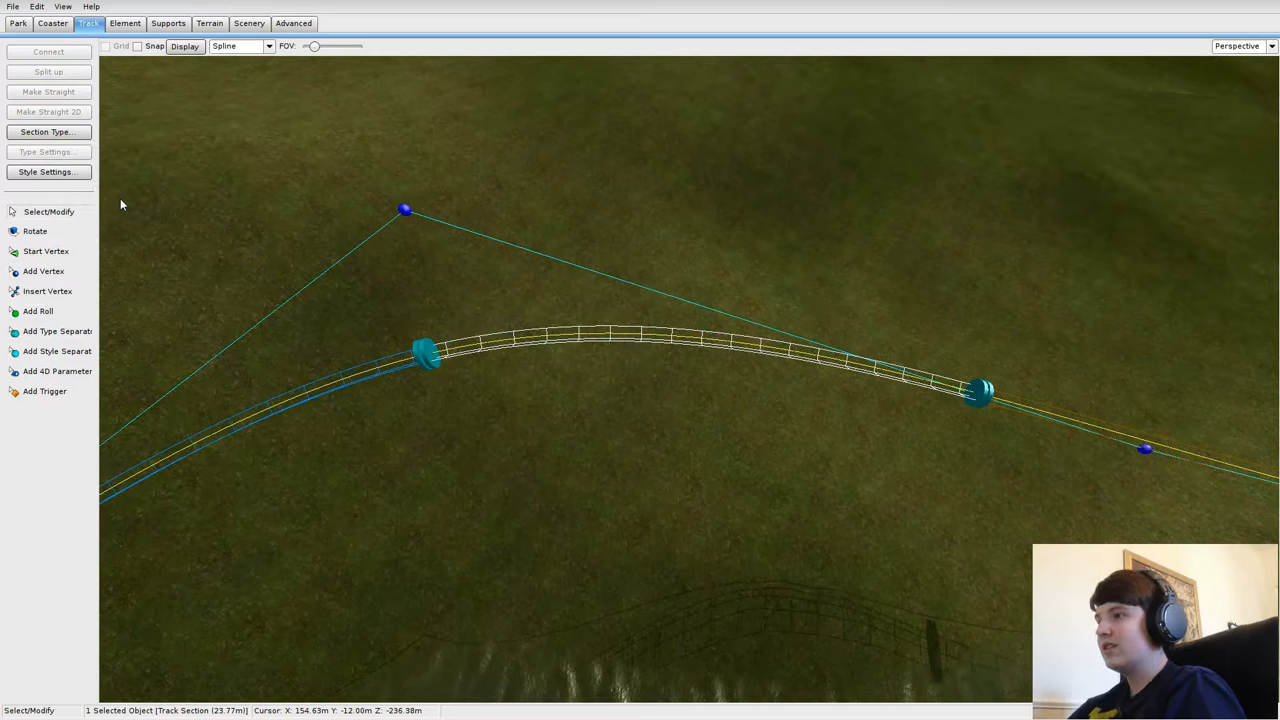 File Edit View Help
Park Coaster Track Element Supports Terrain Scenery Advanced
Grid Snap Display Spline FOV: Perspective
Connect
Split up
Make Straight
Make Straight 2D
Section Type...
Type Settings...
Style Settings...
Select/Modify
Rotate
Start Vertex
Add Vertex
Insert Vertex
Add Roll
Add Type Separat
Add Style Separat
Add 4D Parameter
Add Trigger
Select/Modify 1 Selected Object [Track Section (23.77m)] Cursor: X: 154.63m Y: -12.00m Z: -236.38m